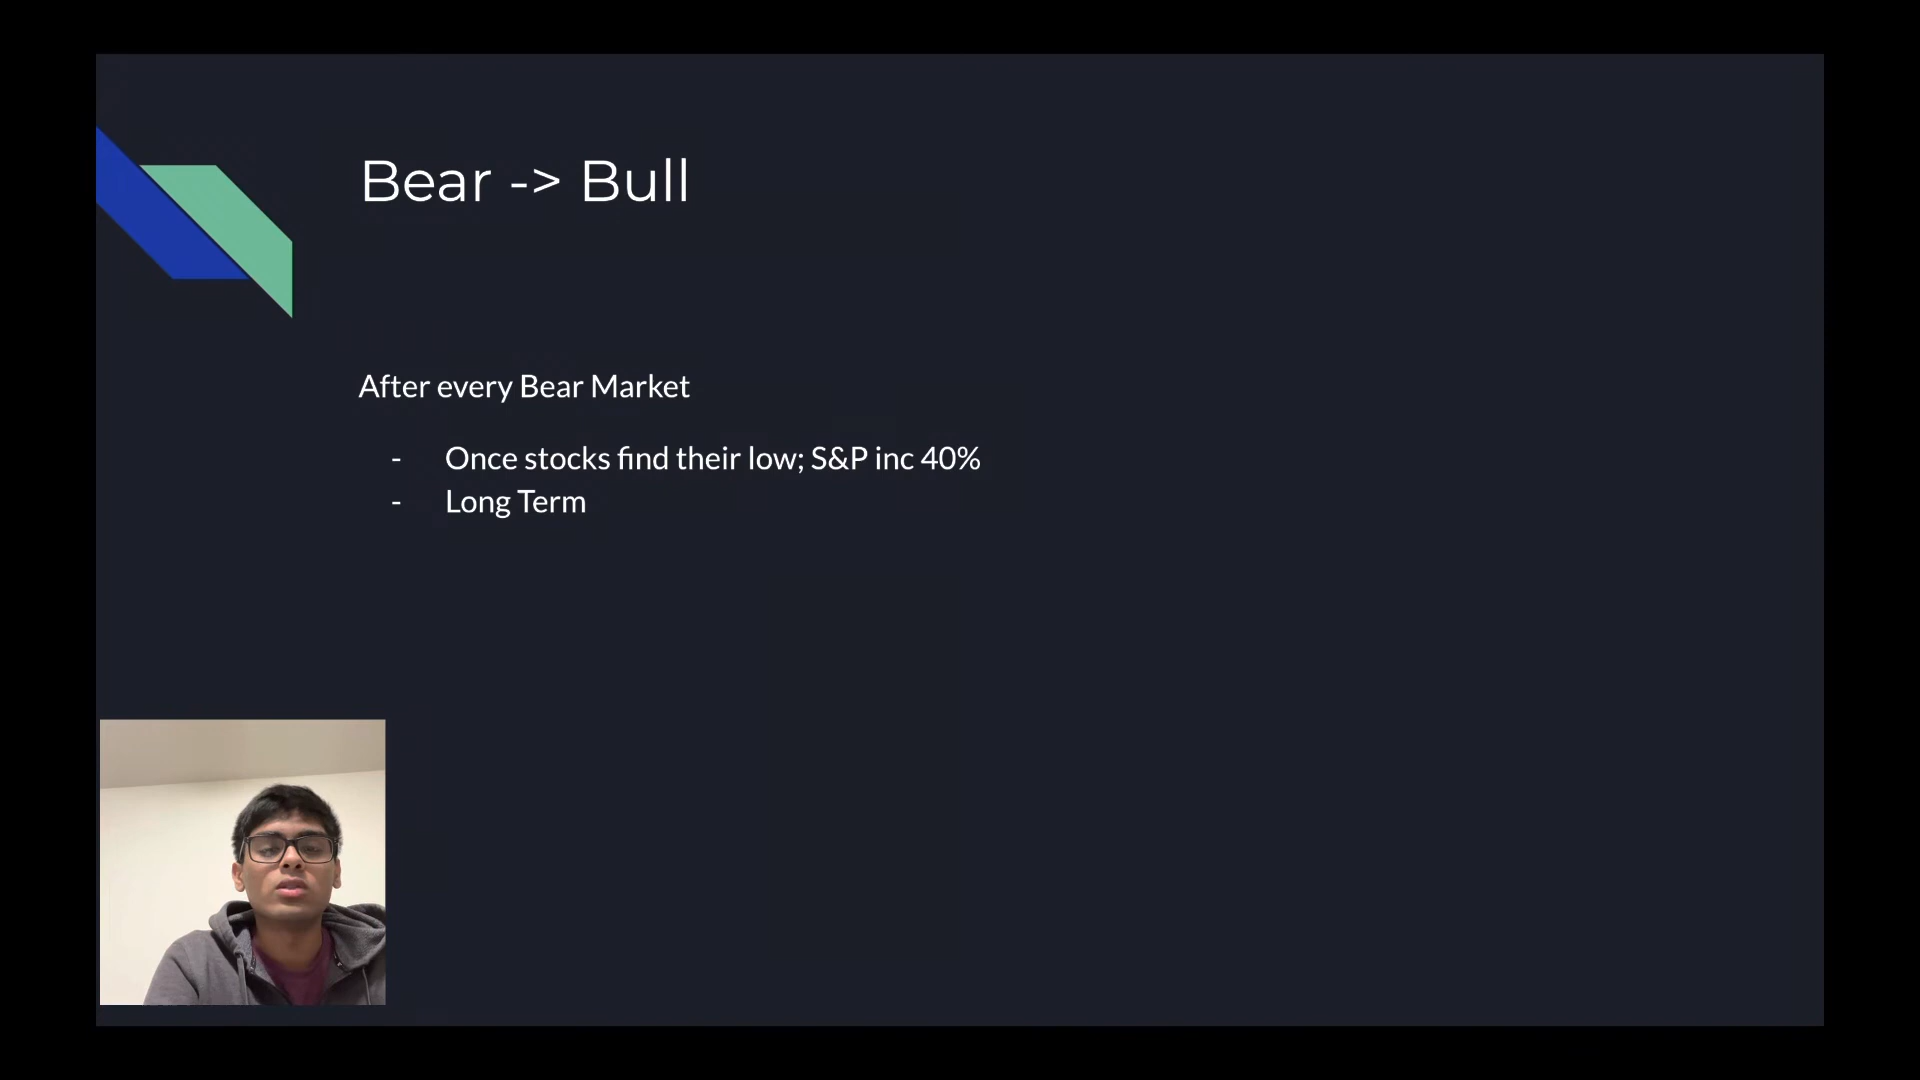 Bear -> Bull
After every Bear Market
- Once stocks find their low; S&P inc 40%
- Long Term